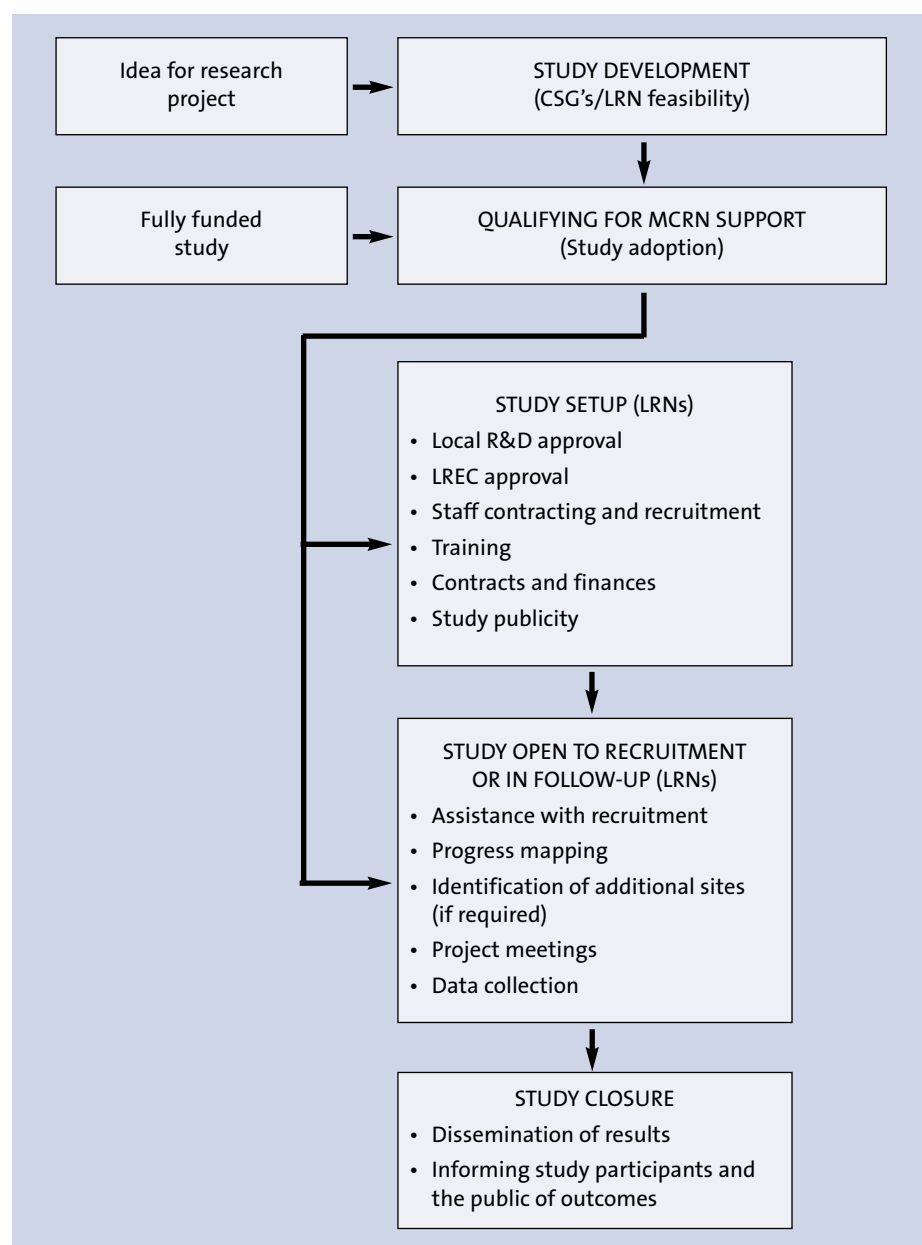 Idea for research
project
STUDY DEVELOPMENT
(CSG's/LRN feasibility)
Fully funded
study
QUALIFYING FOR MCRN SUPPORT
(Study adoption)
STUDY SETUP (LRNs)
• Local R&D approval
• LREC approval
• Staff contracting and recruitment
• Training
• Contracts and finances
• Study publicity
STUDY OPEN TO RECRUITMENT
OR IN FOLLOW-UP (LRNs)
• Assistance with recruitment
• Progress mapping
• Identification of additional sites
(if required)
• Project meetings
• Data collection
STUDY CLOSURE
• Dissemination of results
• Informing study participants and
the public of outcomes